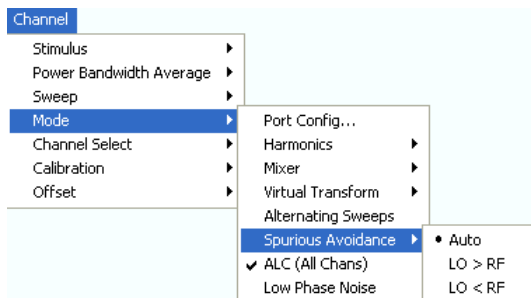 Channel
Stimulus
Power Bandwidth Average
Sweep
Mode
Channel Select
Calibration
Offset
Port Config...
Harmonics
Mixer
Virtual Transform
Alternating Sweeps
Spurious Avoidance
ALC (All Chans)
Low Phase Noise
Auto
LO > RF
LO < RF